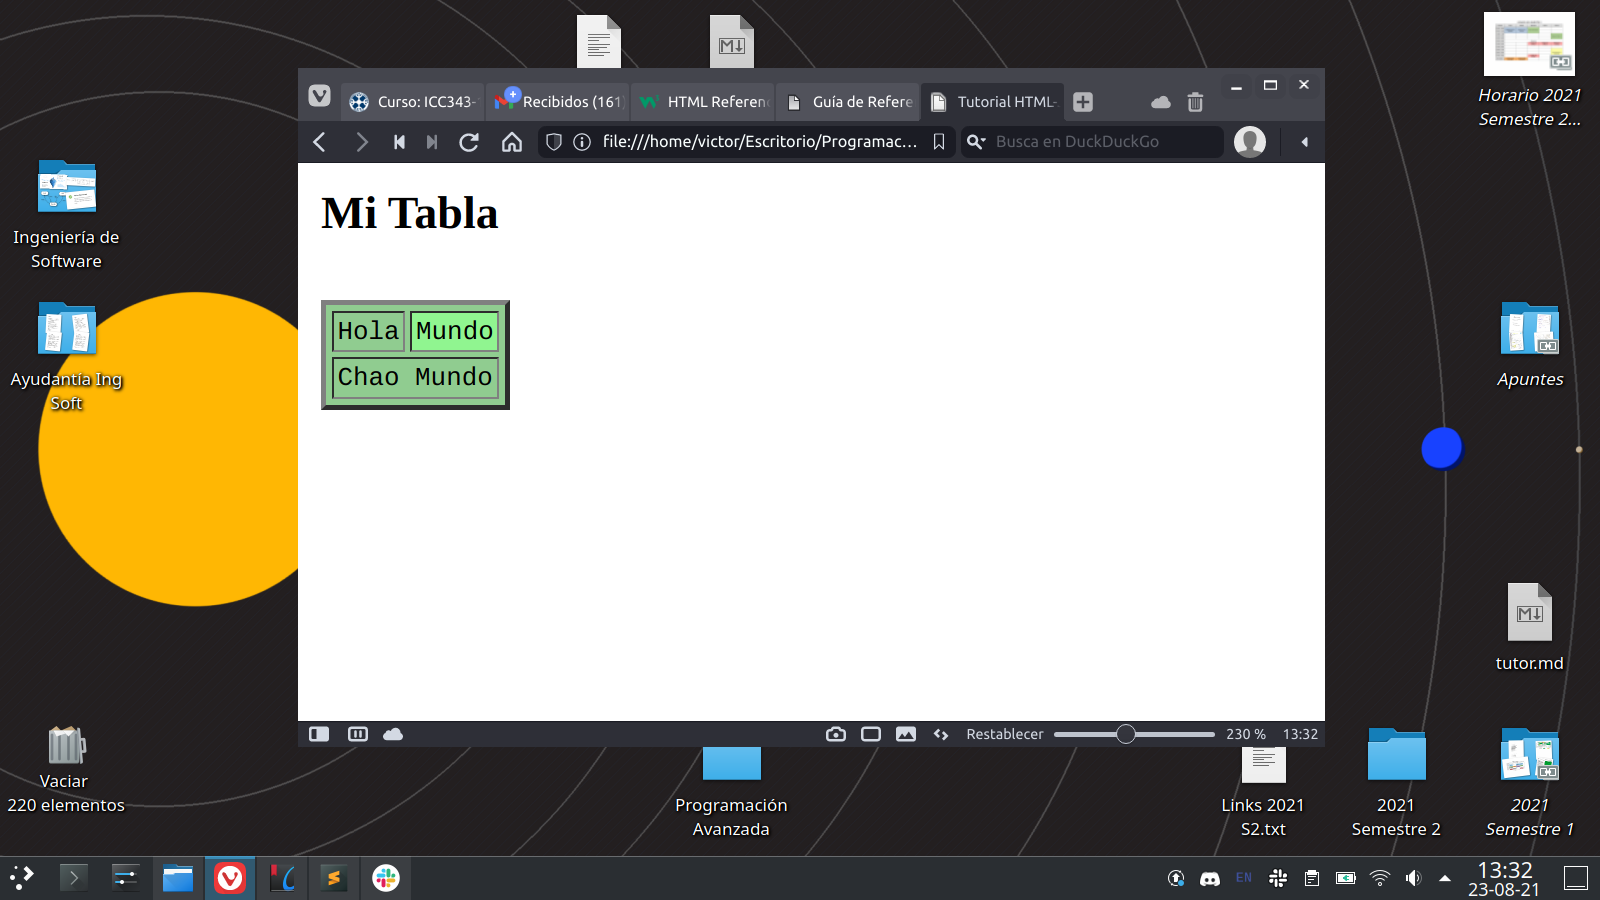 Curso: ICC343-
Recibidos (161)
HTML Referen
Guía de Refere
Tutorial HTML-
file:///home/victor/Escritorio/Programac...
Busca en DuckDuckGo
Mi Tabla
Hola Mundo
Chao Mundo
Restablecer
230 %
13:32
Ingeniería de
Software
Ayudantía Ing
Soft
Vaciar
220 elementos
Programación
Avanzada
Horario 2021
Semestre 2...
Apuntes
tutor.md
Links 2021
S2.txt
2021
Semestre 2
2021
Semestre 1
EN
13:32
23-08-21